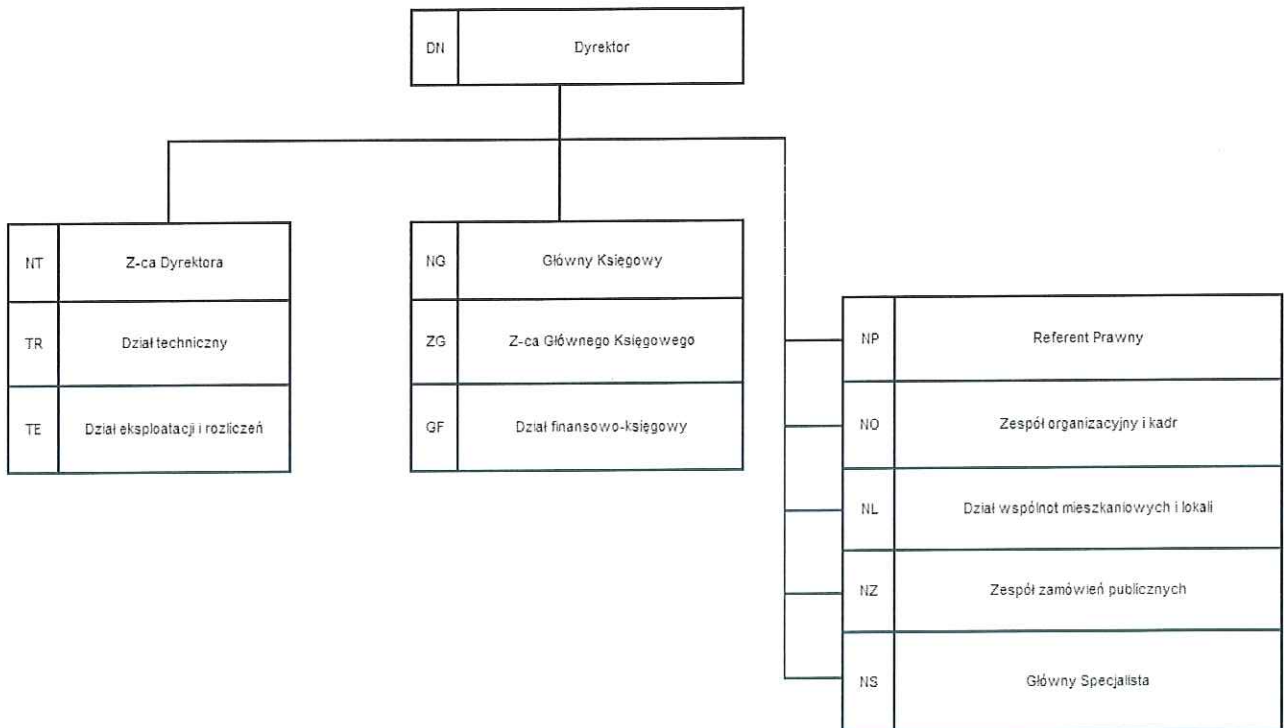 DN Dyrektor
NT Z-ca Dyrektora
TR Dział techniczny
TE Dział eksploatacji i rozliczeń
NG Główny Księgowy
ZG Z-ca Głównego Księgowego
GF Dział finansowo-księgowy
NP Referent Prawny
NO Zespół organizacyjny i kadr
NL Dział wspólnot mieszkaniowych i lokali
NZ Zespół zamówień publicznych
NS Główny Specjalista